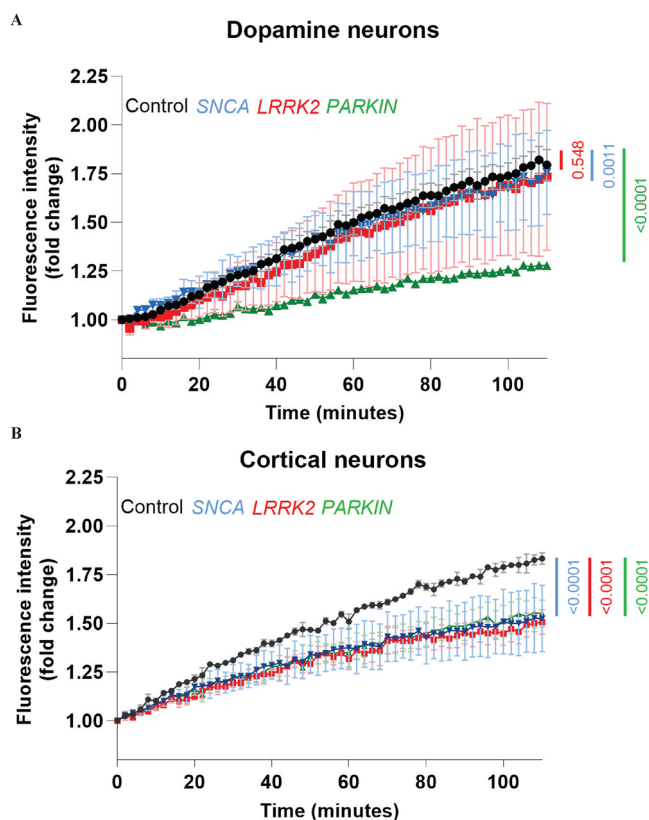 A
Dopamine neurons
Control SNCA LRRK2 PARKIN
Fluorescence intensity
(fold change)
2.25
2.00
1.75
1.50
1.25
1.00
0.548
0.0011
<0.0001
0 20 40 60 80 100
Time (minutes)
B
Cortical neurons
Control SNCA LRRK2 PARKIN
Fluorescence intensity
(fold change)
2.25
2.00
1.75
1.50
1.25
1.00
<0.0001
<0.0001
<0.0001
0 20 40 60 80 100
Time (minutes)